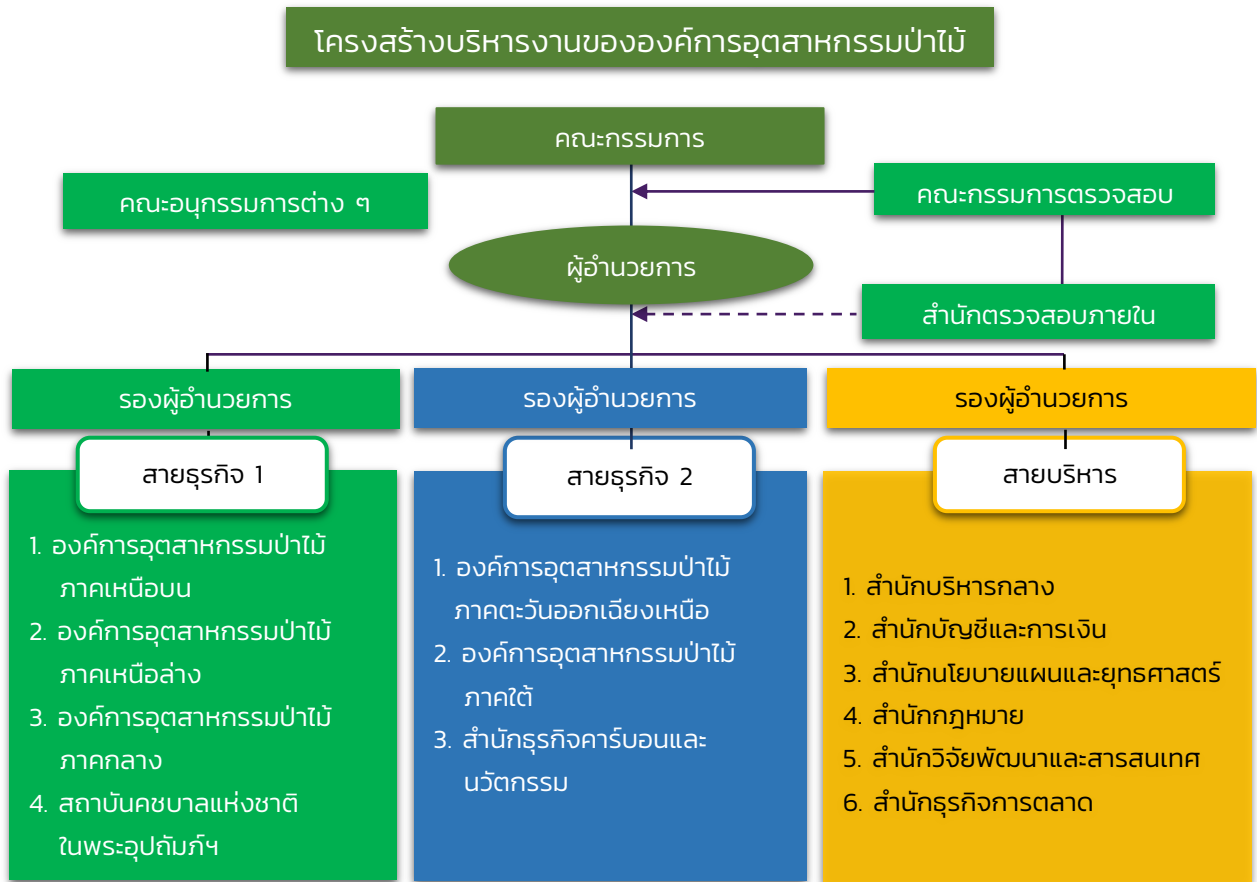 โครงสร้างบริหารงานขององค์การอุตสาหกรรมป่าไม้
คณะกรรมการ
คณะอนุกรรมการต่าง ๆ
คณะกรรมการตรวจสอบ
ผู้อำนวยการ
สำนักตรวจสอบภายใน
รองผู้อำนวยการ
สายธุรกิจ 1
1. องค์การอุตสาหกรรมป่าไม้
ภาคเหนือบน
2. องค์การอุตสาหกรรมป่าไม้
ภาคเหนือล่าง
3. องค์การอุตสาหกรรมป่าไม้
ภาคกลาง
4. สถาบันคชบาลแห่งชาติ
ในพระอุปถัมภ์ฯ
รองผู้อำนวยการ
สายธุรกิจ 2
1. องค์การอุตสาหกรรมป่าไม้
ภาคตะวันออกเฉียงเหนือ
2. องค์การอุตสาหกรรมป่าไม้
ภาคใต้
3. สำนักธุรกิจคาร์บอนและ
นวัตกรรม
รองผู้อำนวยการ
สายบริหาร
1. สำนักบริหารกลาง
2. สำนักบัญชีและการเงิน
3. สำนักนโยบายแผนและยุทธศาสตร์
4. สำนักกฎหมาย
5. สำนักวิจัยพัฒนาและสารสนเทศ
6. สำนักธุรกิจการตลาด